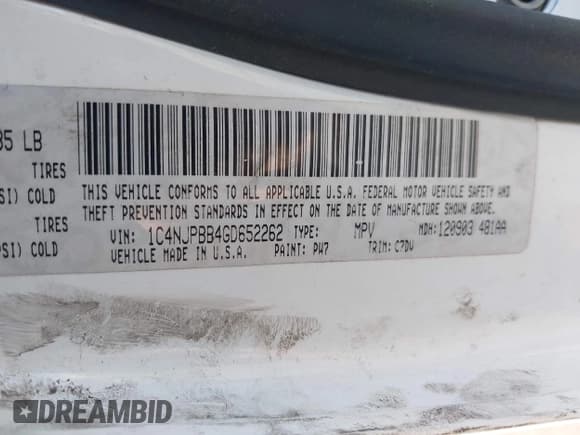 85 LB
TIRES
SI) COLD
TIRES
PSI) COLD
THIS VEHICLE CONFORMS TO ALL APPLICABLE U.S.A. FEDERAL MOTOR VEHICLE SAFETY AND
THEFT PREVENTION STANDARDS IN EFFECT ON THE DATE OF MANUFACTURE SHOWN ABOVE.
VIN: 1C4NJPBB4GD652262 TYPE: MPV MDH:120903 481AA
VEHICLE MADE IN U.S.A. PAINT: PW7 TRIM: C7DV
DREAMBID